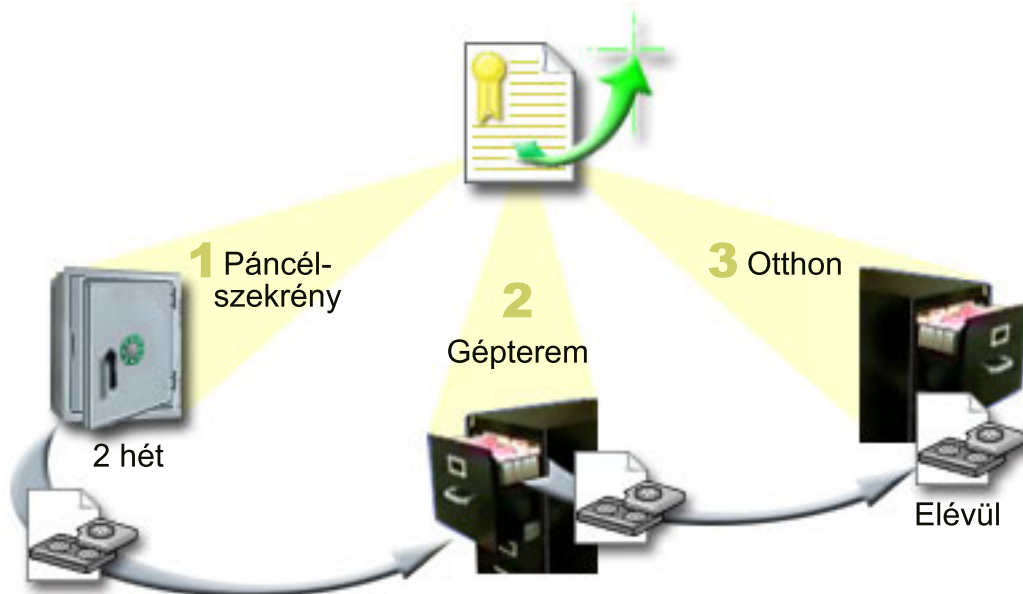 1 Páncél-
szekrény
2
Gépterem
3 Otthon
2 hét
Elévül